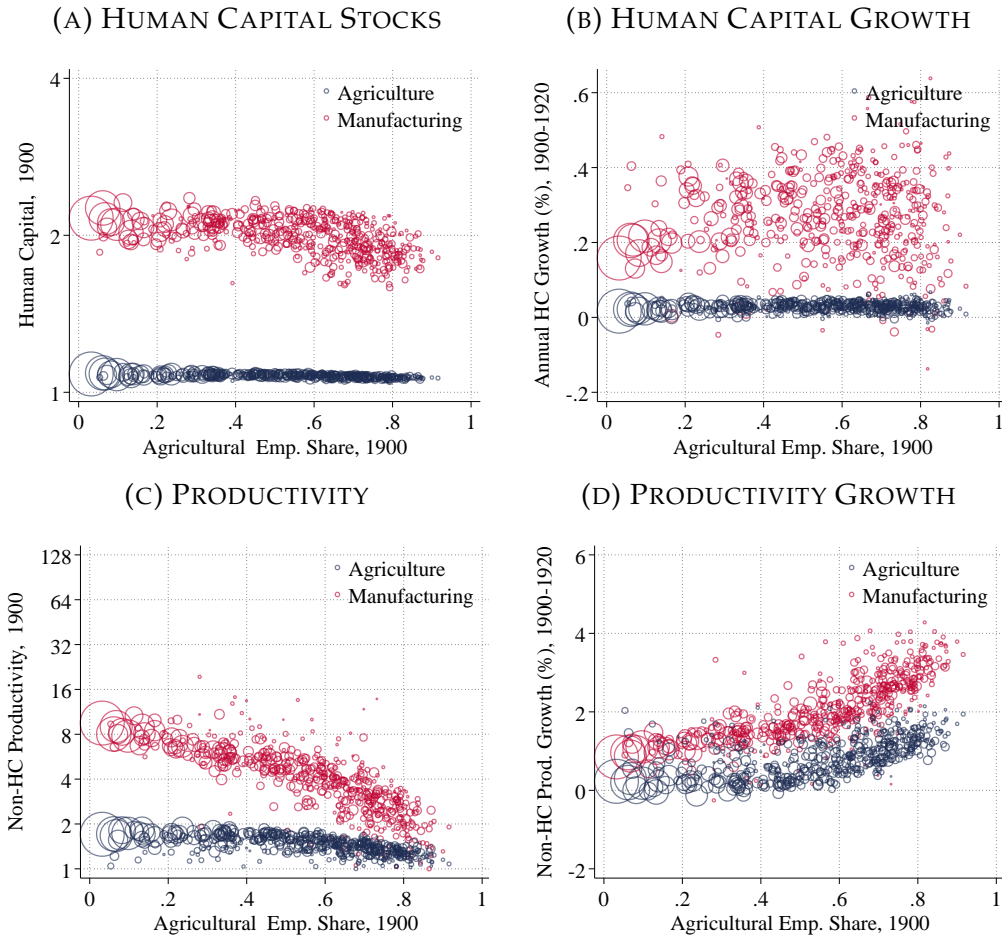 (A) HUMAN CAPITAL STOCKS
Human Capital, 1900
4
2
1
Agriculture
Manufacturing
0 .2 .4 .6 .8 1
Agricultural Emp. Share, 1900
(B) HUMAN CAPITAL GROWTH
Annual HC Growth (%), 1900-1920
.6
.4
.2
0
-.2
Agriculture
Manufacturing
0 .2 .4 .6 .8 1
Agricultural Emp. Share, 1900
(C) PRODUCTIVITY
Non-HC Productivity, 1900
128
64
32
16
8
4
2
1
Agriculture
Manufacturing
0 .2 .4 .6 .8 1
Agricultural Emp. Share, 1900
(D) PRODUCTIVITY GROWTH
Non-HC Prod. Growth (%), 1900-1920
6
4
2
0
-2
Agriculture
Manufacturing
0 .2 .4 .6 .8 1
Agricultural Emp. Share, 1900